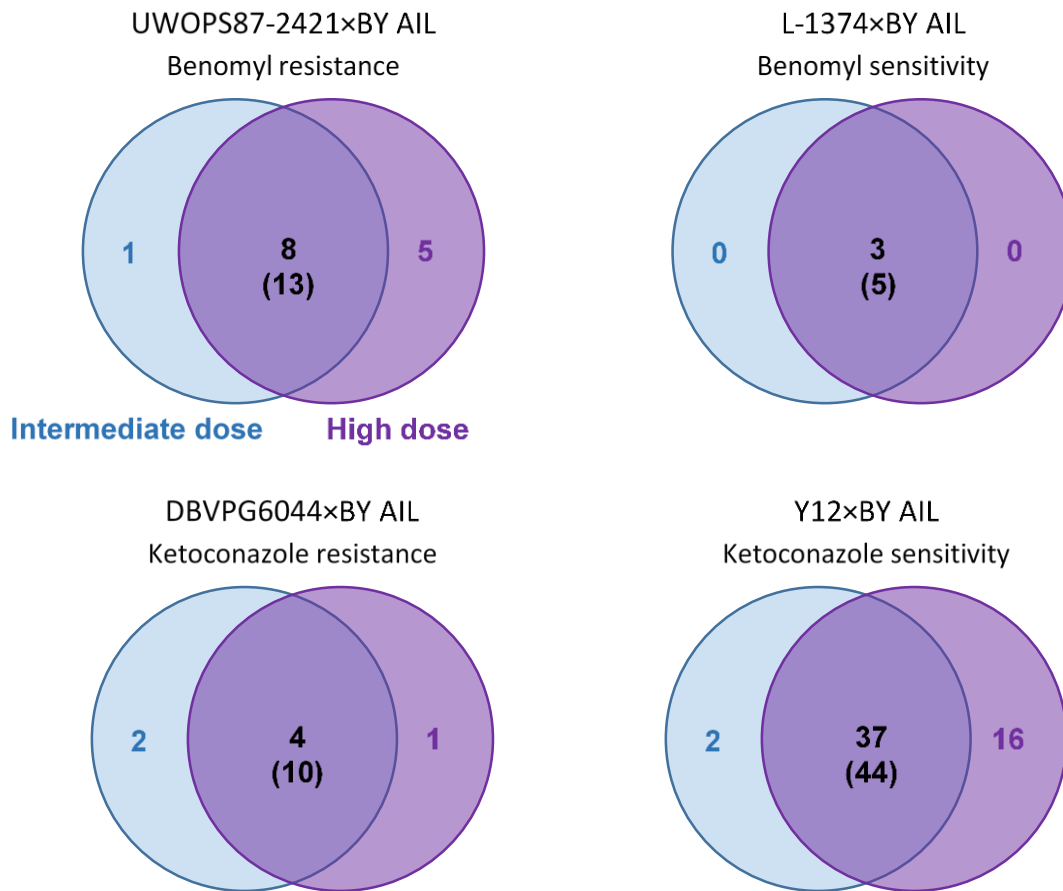 UWOPS87-2421×BY AIL
Benomyl resistance
1
8
(13)
5
Intermediate dose
High dose
L-1374×BY AIL
Benomyl sensitivity
0
3
(5)
0
DBVPG6044×BY AIL
Ketoconazole resistance
2
4
(10)
1
Y12×BY AIL
Ketoconazole sensitivity
2
37
(44)
16